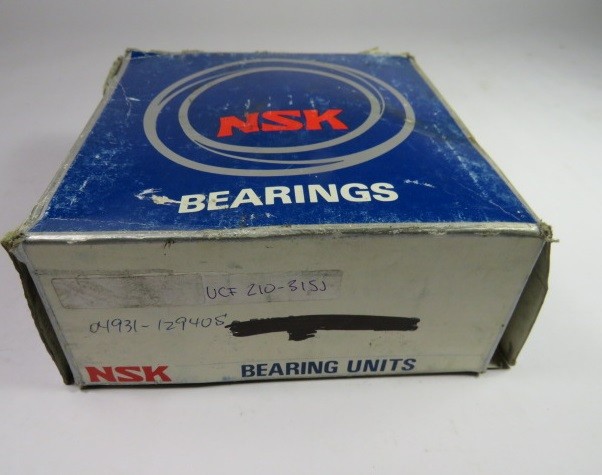 NSK
BEARINGS
UCF 210-31SJ
04931-129405
NSK
BEARING UNITS